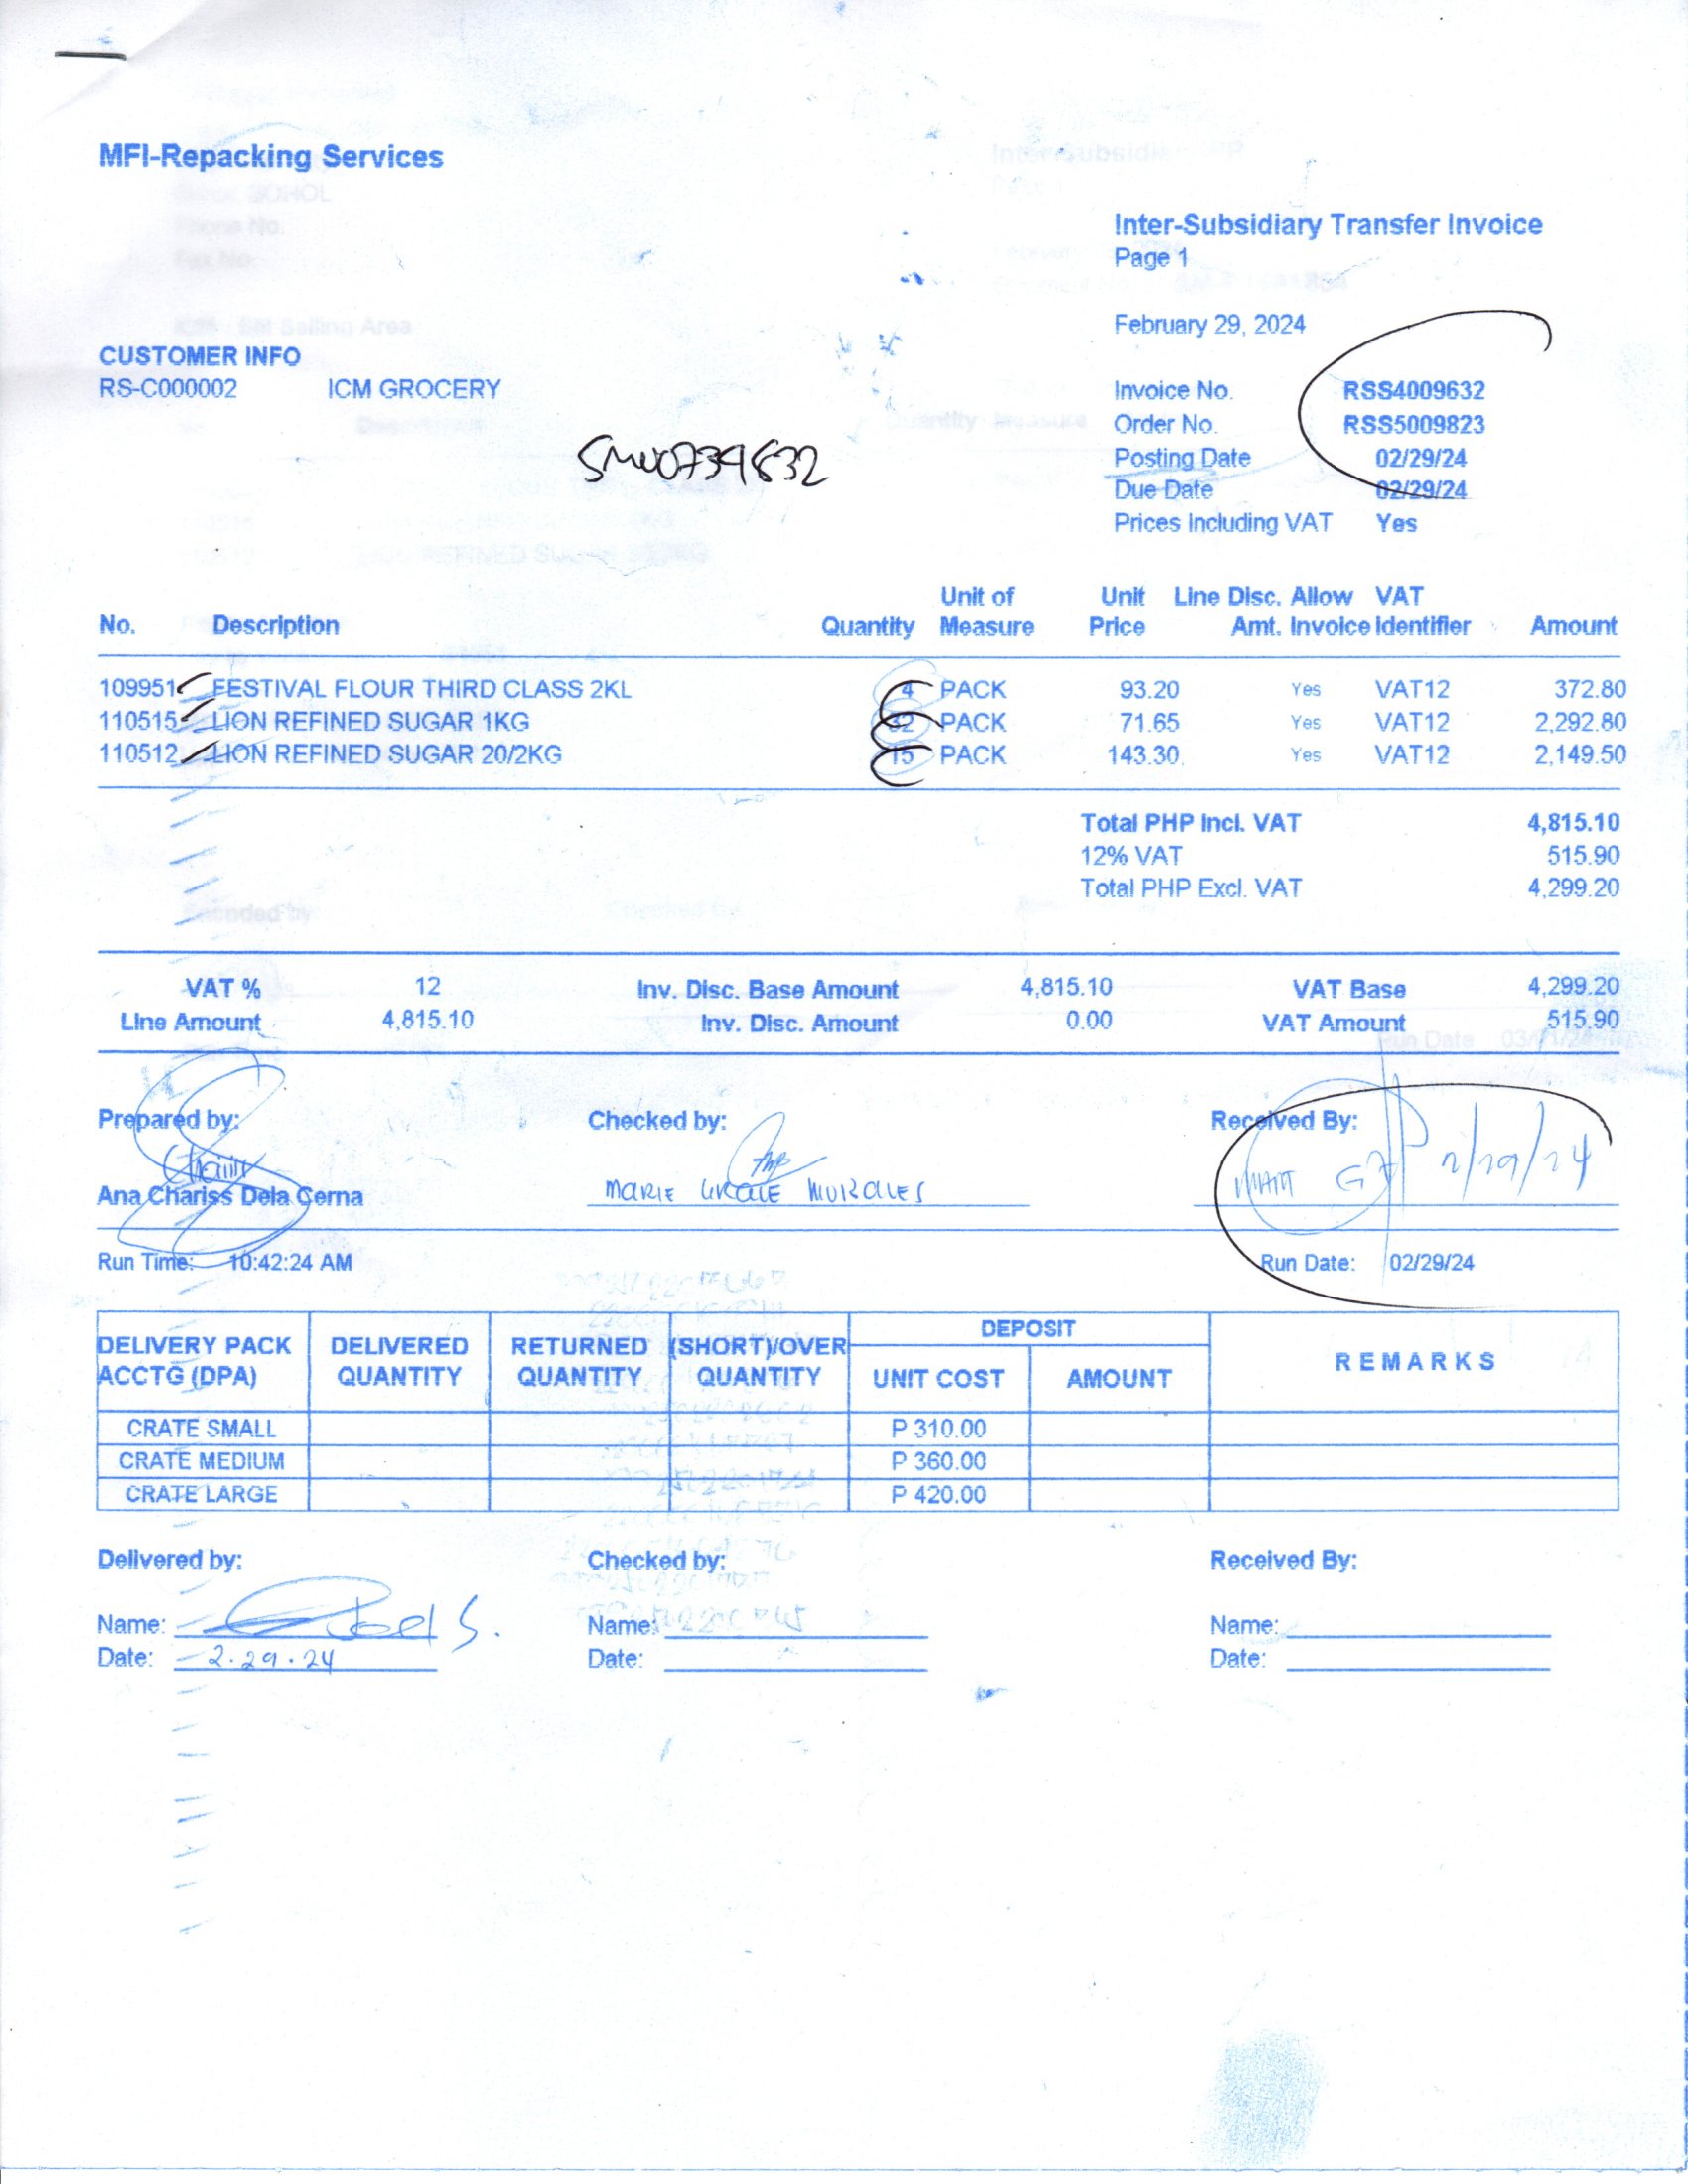 MFI-Repacking Services
Inter-Subsidiary Transfer Invoice
Page 1
February 29, 2024
CUSTOMER INFO
RS-C000002 ICM GROCERY
Invoice No. RSS4009632
Order No. RSS5009823
Posting Date 02/29/24
Due Date 02/29/24
Prices Including VAT Yes
No. Description Quantity Unit of Measure Unit Price Line Disc. Amt. Allow Invoice VAT Identifier Amount
109951 FESTIVAL FLOUR THIRD CLASS 2KL 4 PACK 93.20 Yes VAT12 372.80
110515 LION REFINED SUGAR 1KG 32 PACK 71.65 Yes VAT12 2,292.80
110512 LION REFINED SUGAR 20/2KG 15 PACK 143.30 Yes VAT12 2,149.50
Total PHP Incl. VAT 4,815.10
12% VAT 515.90
Total PHP Excl. VAT 4,299.20
VAT % 12 Inv. Disc. Base Amount 4,815.10 VAT Base 4,299.20
Line Amount 4,815.10 Inv. Disc. Amount 0.00 VAT Amount 515.90
Prepared by: Checked by: Received By:
Ana Chariss Dela Cerna MARIE MORALES 2/29/24
Run Time: 10:42:24 AM Run Date: 02/29/24
DELIVERY PACK ACCTG (DPA) DELIVERED QUANTITY RETURNED QUANTITY (SHORT)/OVER QUANTITY DEPOSIT UNIT COST AMOUNT REMARKS
CRATE SMALL P 310.00
CRATE MEDIUM P 360.00
CRATE LARGE P 420.00
Delivered by: Checked by: Received By:
Name: Name: Name:
Date: 2.29.24 Date: Date: